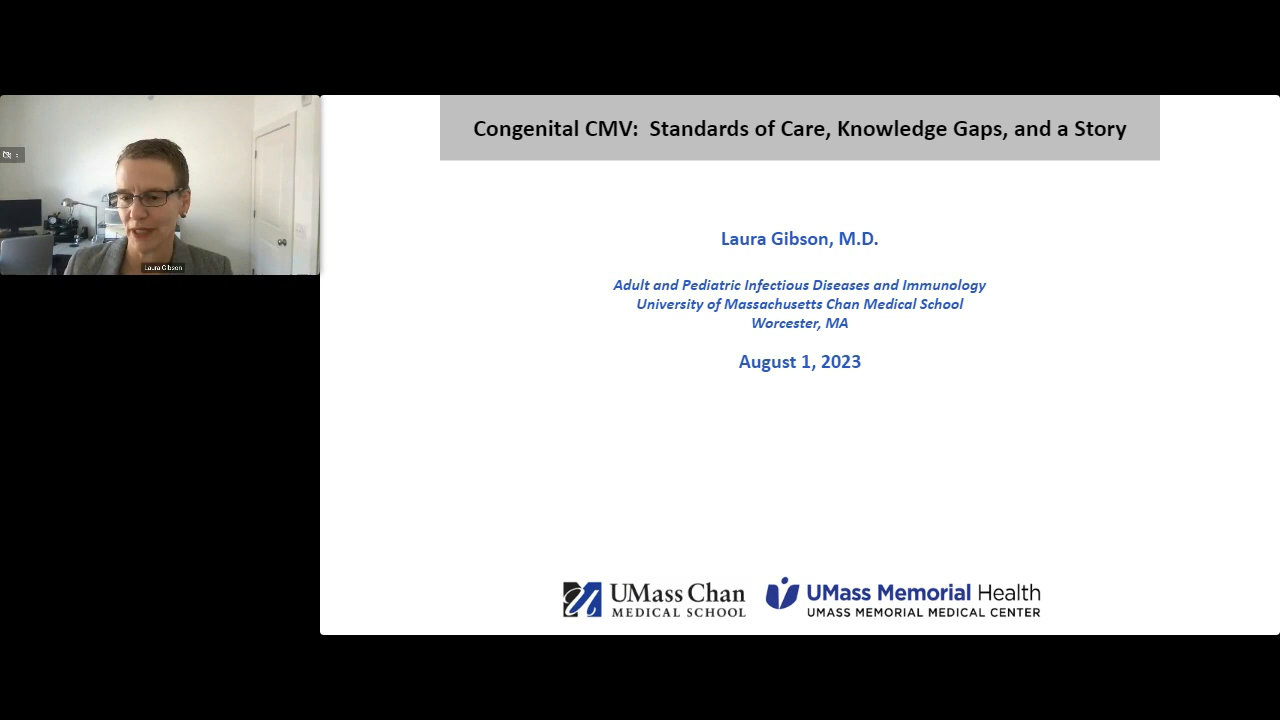 Congenital CMV: Standards of Care, Knowledge Gaps, and a Story
Laura Gibson, M.D.
Adult and Pediatric Infectious Diseases and Immunology
University of Massachusetts Chan Medical School
Worcester, MA
August 1, 2023
Laura Gibson
UMass Chan
MEDICAL SCHOOL
UMass Memorial Health
UMASS MEMORIAL MEDICAL CENTER